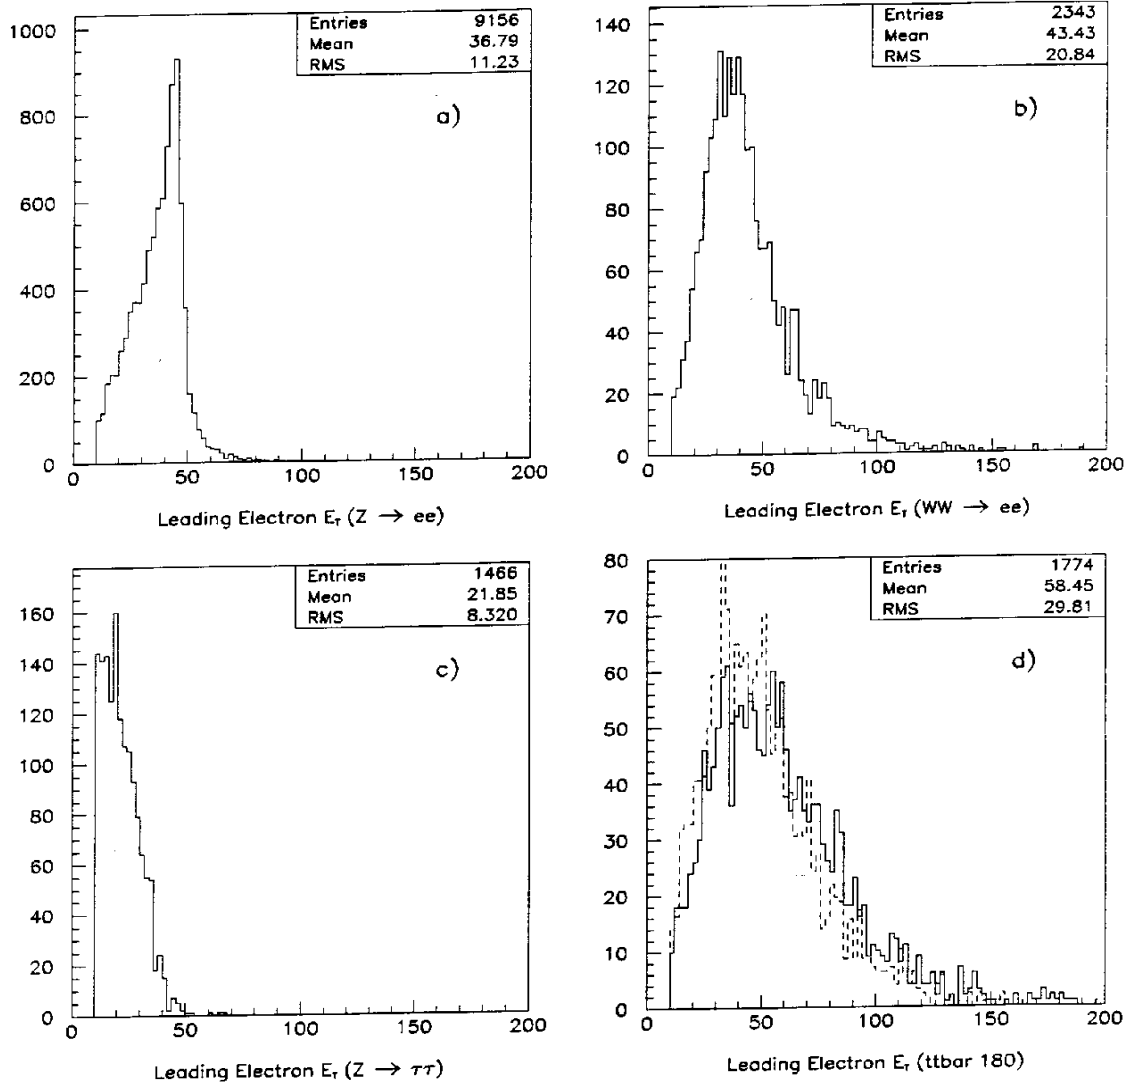 Entries 9156
Mean 36.79
RMS 11.23
a)
1000
800
600
400
200
0
0 50 100 150 200
Leading Electron E_T (Z → ee)
Entries 2343
Mean 43.43
RMS 20.84
b)
140
120
100
80
60
40
20
0
0 50 100 150 200
Leading Electron E_T (WW → ee)
Entries 1466
Mean 21.85
RMS 8.320
c)
160
140
120
100
80
60
40
20
0
0 50 100 150 200
Leading Electron E_T (Z → ττ)
Entries 1774
Mean 58.45
RMS 29.81
d)
80
70
60
50
40
30
20
10
0
0 50 100 150 200
Leading Electron E_T (ttbar 180)